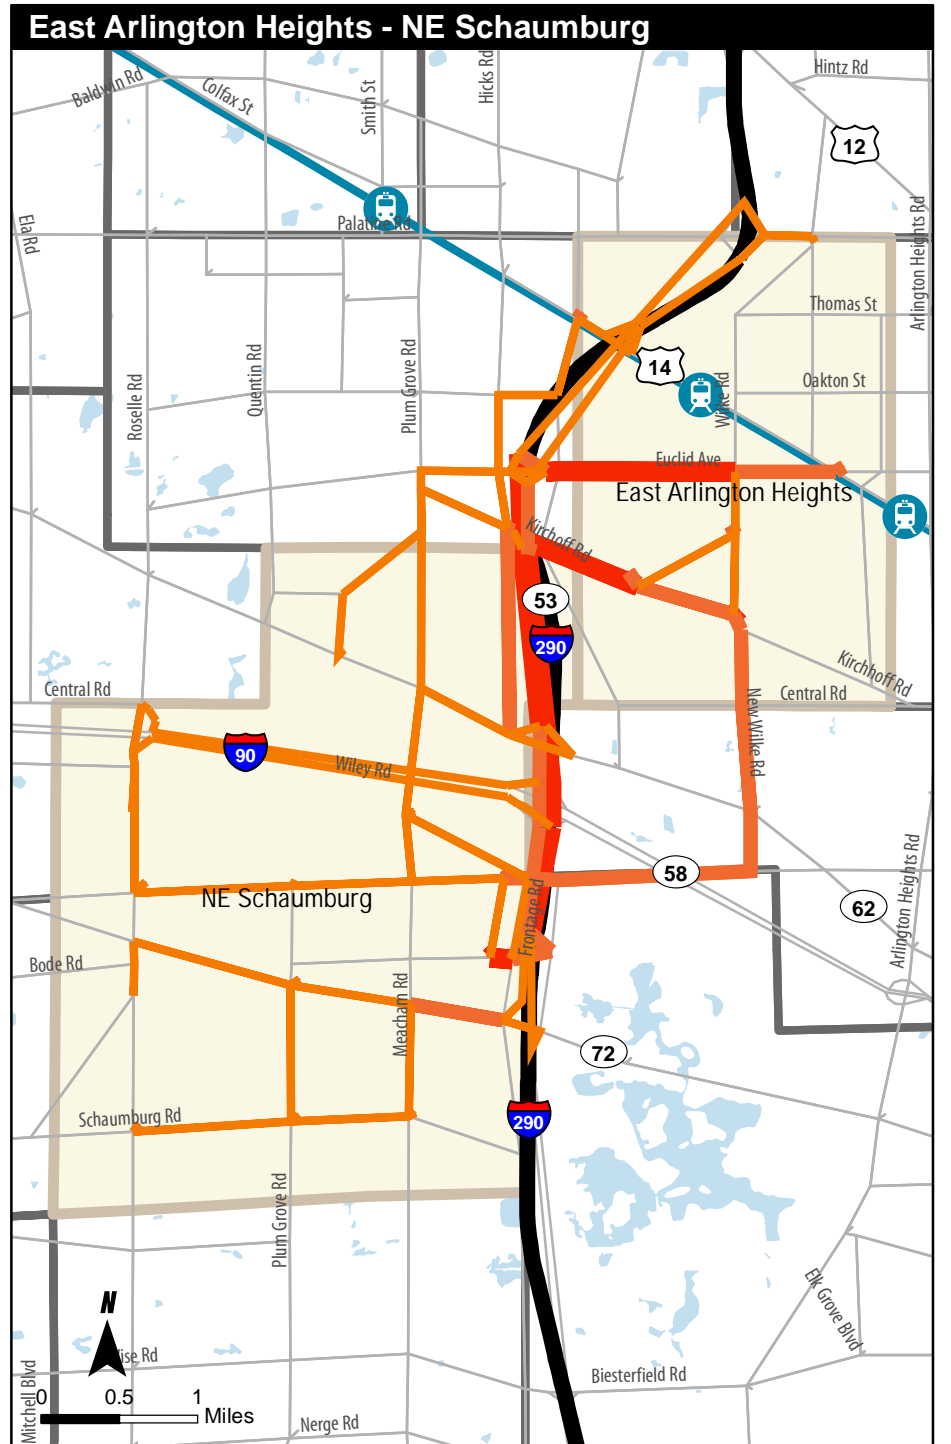 East Arlington Heights - NE Schaumburg
Hintz Rd
Baldwin Rd
Colfax St
Smith St
Hicks Rd
12
Ela Rd
Palatine Rd
Arlington Heights Rd
Thomas St
14
Oakton St
Wilke Rd
Roselle Rd
Quentin Rd
Plum Grove Rd
Euclid Ave
East Arlington Heights
Kirchoff Rd
53
290
Kirchhoff Rd
Central Rd
Central Rd
New Wilke Rd
90
Wiley Rd
58
NE Schaumburg
62
Frontage Rd
Arlington Heights Rd
Bode Rd
Meacham Rd
72
Schaumburg Rd
290
Plum Grove Rd
Elk Grove Blvd
N
Biesterfield Rd
Mitchell Blvd
0 0.5 1
Miles
Nerge Rd